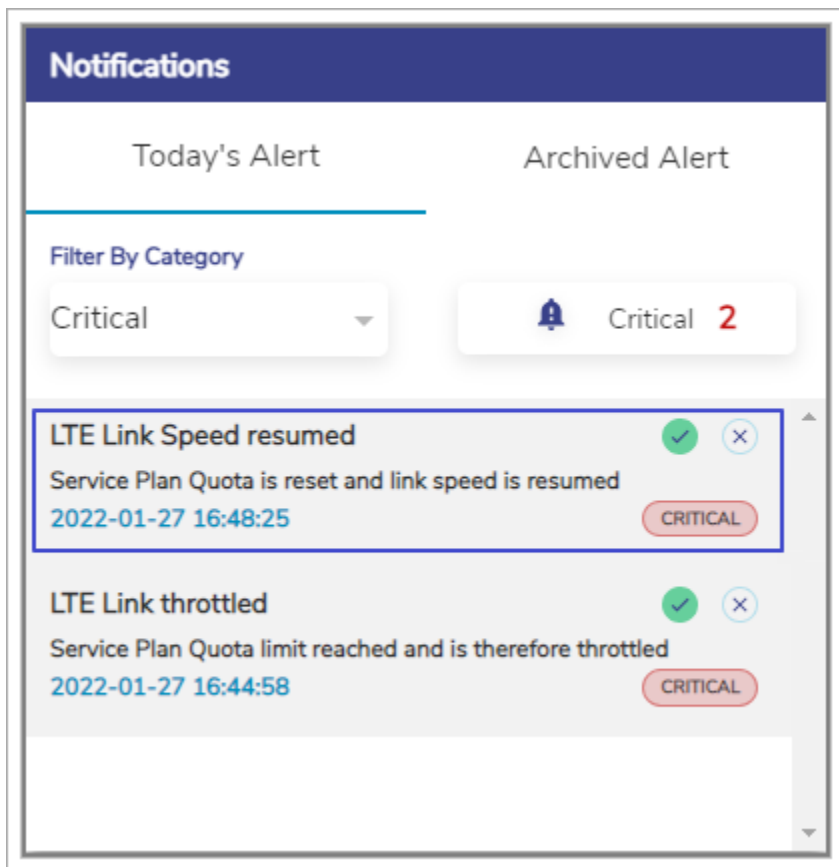 Notifications
Today's Alert
Archived Alert
Filter By Category
Critical
Critical 2
LTE Link Speed resumed
Service Plan Quota is reset and link speed is resumed
2022-01-27 16:48:25
CRITICAL
LTE Link throttled
Service Plan Quota limit reached and is therefore throttled
2022-01-27 16:44:58
CRITICAL